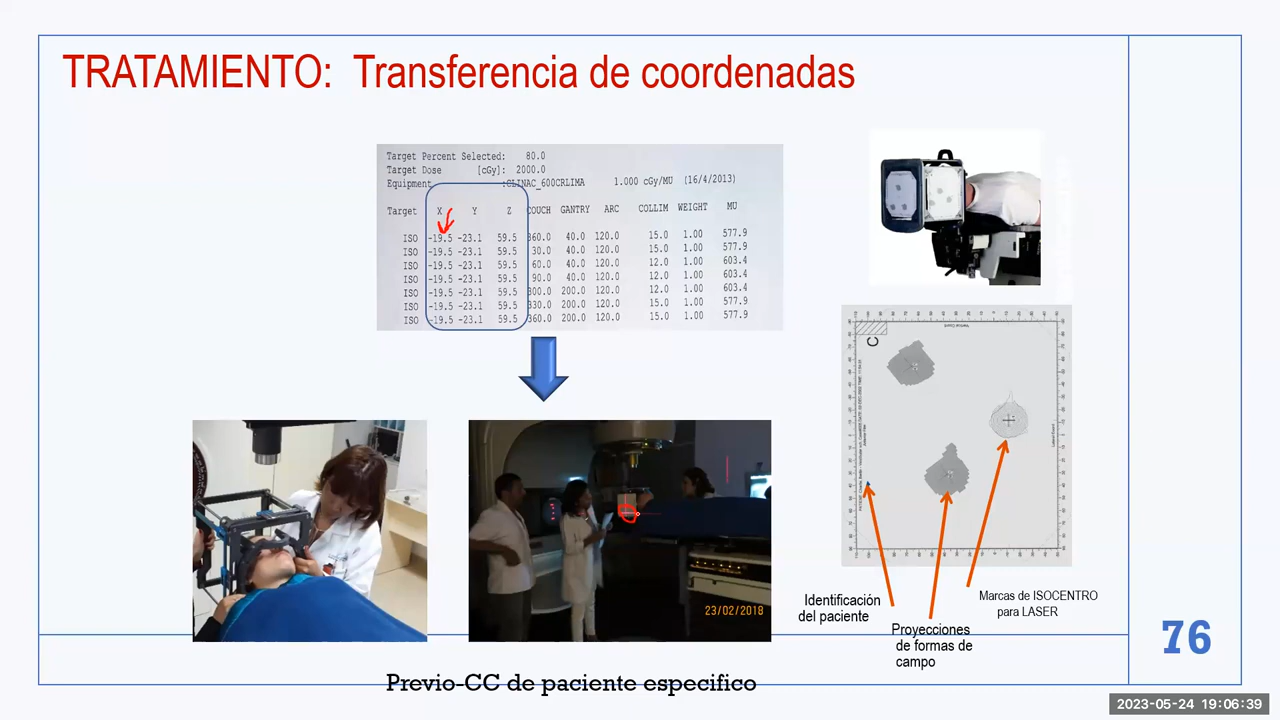 TRATAMIENTO: Transferencia de coordenadas
Target Percent Selected: 80.0
Target Dose [cGy]: 2000.0
Equipment :CLINAC_600CRLIMA 1.000 cGy/MU (16/4/2013)
Target X Y Z COUCH GANTRY ARC COLLIM WEIGHT MU
ISO -19.5 -23.1 59.5 360.0 40.0 120.0 15.0 1.00 577.9
ISO -19.5 -23.1 59.5 30.0 40.0 120.0 15.0 1.00 577.9
ISO -19.5 -23.1 59.5 60.0 40.0 120.0 12.0 1.00 603.4
ISO -19.5 -23.1 59.5 90.0 40.0 120.0 12.0 1.00 603.4
ISO -19.5 -23.1 59.5 300.0 200.0 120.0 12.0 1.00 603.4
ISO -19.5 -23.1 59.5 330.0 200.0 120.0 15.0 1.00 577.9
ISO -19.5 -23.1 59.5 360.0 200.0 120.0 15.0 1.00 577.9
C
23/02/2018
Identificación
del paciente
Proyecciones
de formas de
campo
Marcas de ISOCENTRO
para LASER
76
Previo-CC de paciente especifico
2023-05-24 19:06:39